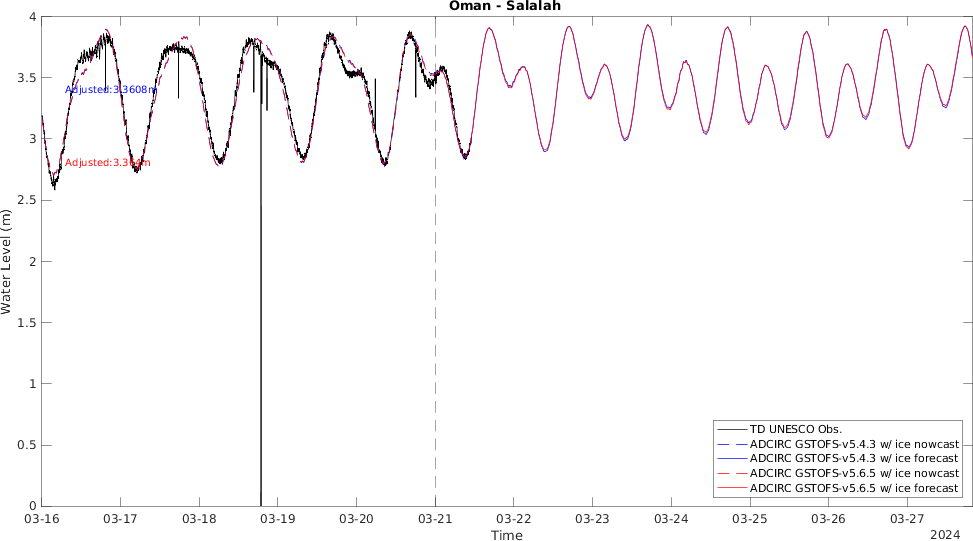 Oman - Salalah
4
3.5
3
2.5
2
1.5
1
0.5
0
Water Level (m)
Adjusted:3.3608m
Adjusted:3.364m
TD UNESCO Obs.
ADCIRC GSTOFS-v5.4.3 w/ ice nowcast
ADCIRC GSTOFS-v5.4.3 w/ ice forecast
ADCIRC GSTOFS-v5.6.5 w/ ice nowcast
ADCIRC GSTOFS-v5.6.5 w/ ice forecast
03-16 03-17 03-18 03-19 03-20 03-21 03-22 03-23 03-24 03-25 03-26 03-27
Time
2024